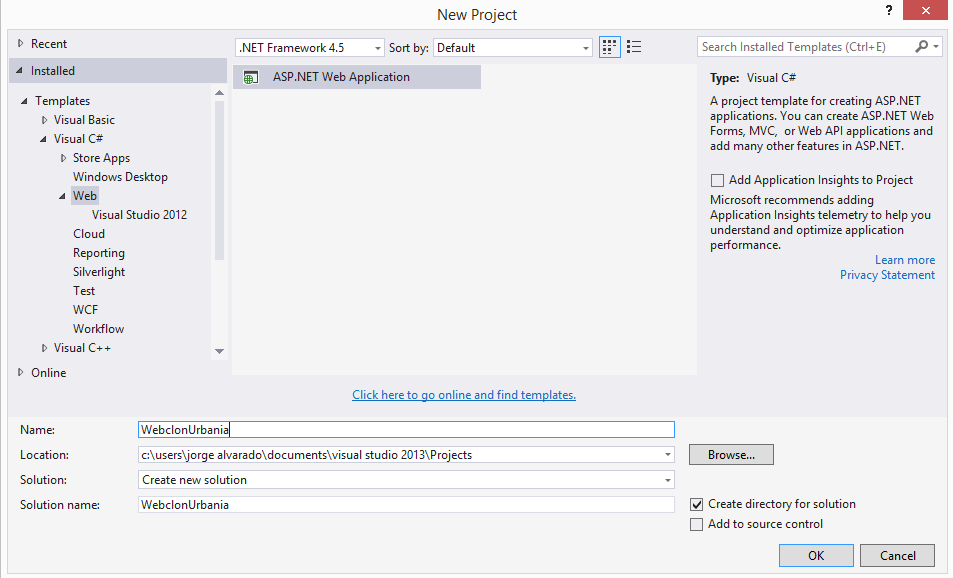 New Project
?
Recent
Installed
Templates
Visual Basic
Visual C#
Store Apps
Windows Desktop
Web
Visual Studio 2012
Cloud
Reporting
Silverlight
Test
WCF
Workflow
Visual C++
Online
.NET Framework 4.5
Sort by: Default
ASP.NET Web Application
Click here to go online and find templates.
Search Installed Templates (Ctrl+E)
Type: Visual C#
A project template for creating ASP.NET
applications. You can create ASP.NET Web
Forms, MVC, or Web API applications and
add many other features in ASP.NET.
Add Application Insights to Project
Microsoft recommends adding
Application Insights telemetry to help you
understand and optimize application
performance.
Learn more
Privacy Statement
Name: WebclonUrbania
Location: c:\users\jorge alvarado\documents\visual studio 2013\Projects
Browse...
Solution: Create new solution
Solution name: WebclonUrbania
Create directory for solution
Add to source control
OK
Cancel